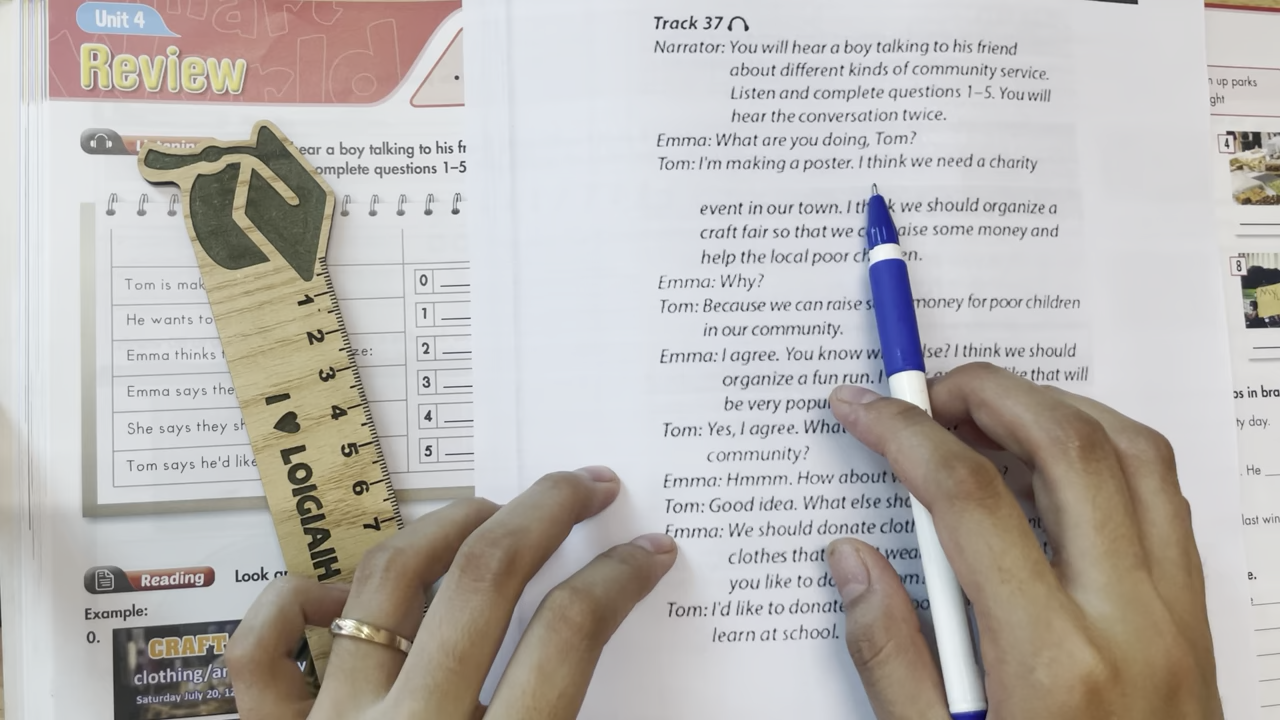 Unit 4
Review
ear a boy talking to his fr
omplete questions 1–5
Tom is mak
0
He wants to
1
Emma thinks
ze:
2
Emma says the
3
She says they sh
4
Tom says he'd like
5
1
2
3
4
5
6
7
I
LOIGIAIH
Reading
Look
Example:
0.
CRAFT
clothing/ar
Saturday July 20, 12
Track 37
Narrator: You will hear a boy talking to his friend
about different kinds of community service.
Listen and complete questions 1–5. You will
hear the conversation twice.
Emma: What are you doing, Tom?
Tom: I'm making a poster. I think we need a charity
event in our town. I think we should organize a
craft fair so that we c aise some money and
help the local poor ch en.
Emma: Why?
Tom: Because we can raise s money for poor children
in our community.
Emma: I agree. You know w lse? I think we should
organize a fun run. I like that will
be very popu
Tom: Yes, I agree. What
community?
Emma: Hmmm. How about w ?
Tom: Good idea. What else sho
Emma: We should donate clot
clothes that wea
you like to do om
Tom: I'd like to donate
learn at school.
n up parks
ght
4
8
MY
s in bra
ty day.
He
last win
e.